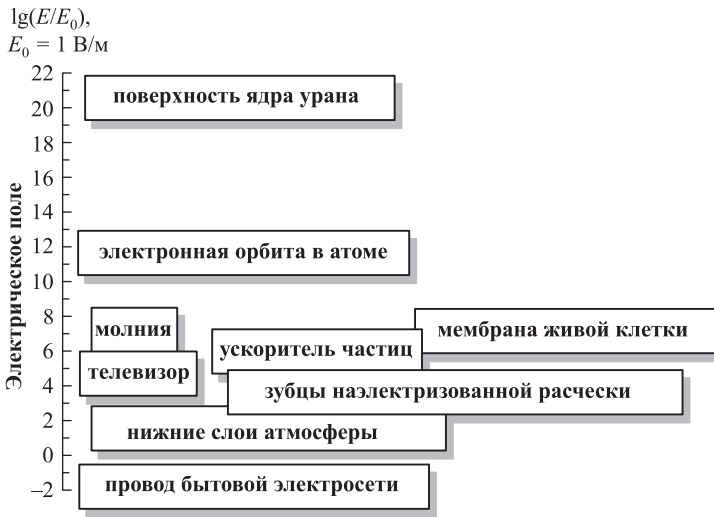 lg(E/E₀),
E₀ = 1 В/м
Электрическое поле
22
20
18
16
14
12
10
8
6
4
2
0
–2
поверхность ядра урана
электронная орбита в атоме
молния
мембрана живой клетки
ускоритель частиц
телевизор
зубцы наэлектризованной расчески
нижние слои атмосферы
провод бытовой электросети